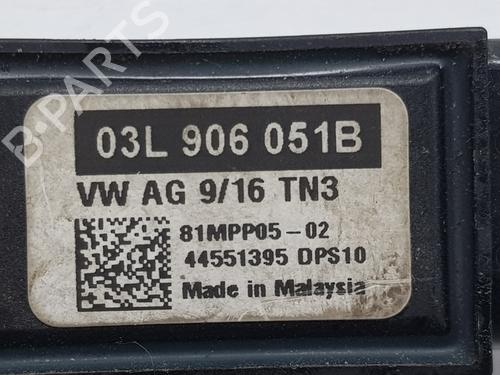 B-PARTS
03L 906 051B
VW AG 9/16 TN3
81MPP05-02
44551395 DPS10
Made in Malaysia